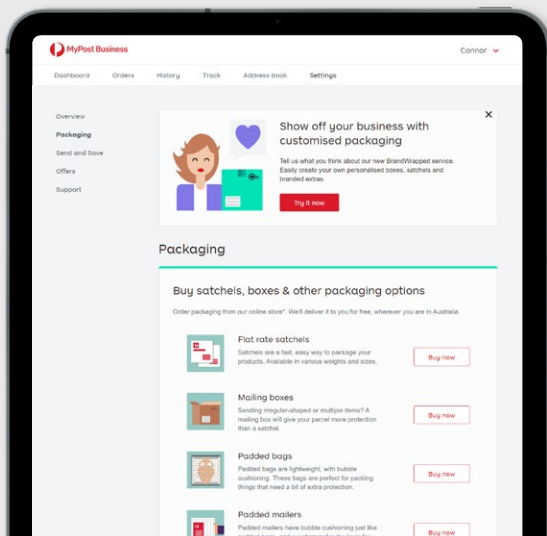 MyPost Business
Connor
Dashboard Orders History Track Address book Settings
Overview
Packaging
Send and Save
Offers
Support
Show off your business with
customised packaging
Tell us what you think about our new BrandWrapped service.
Easily create your own personalised boxes, satchels and
branded extras.
Try it now
Packaging
Buy satchels, boxes & other packaging options
Order packaging from our online store*. We'll deliver it to you for free, wherever you are in Australia
Flat rate satchels
Satchels are a fast, easy way to package your
products. Available in various weights and sizes.
Buy now
Mailing boxes
Sending irregular-shaped or multiple items? A
mailing box will give your parcel more protection
than a satchel.
Buy now
Padded bags
Padded bags are lightweight, with bubble
cushioning. These bags are perfect for packing
things that need a bit of extra protection.
Buy now
Padded mailers
Padded mailers have bubble cushioning just like
Buy now